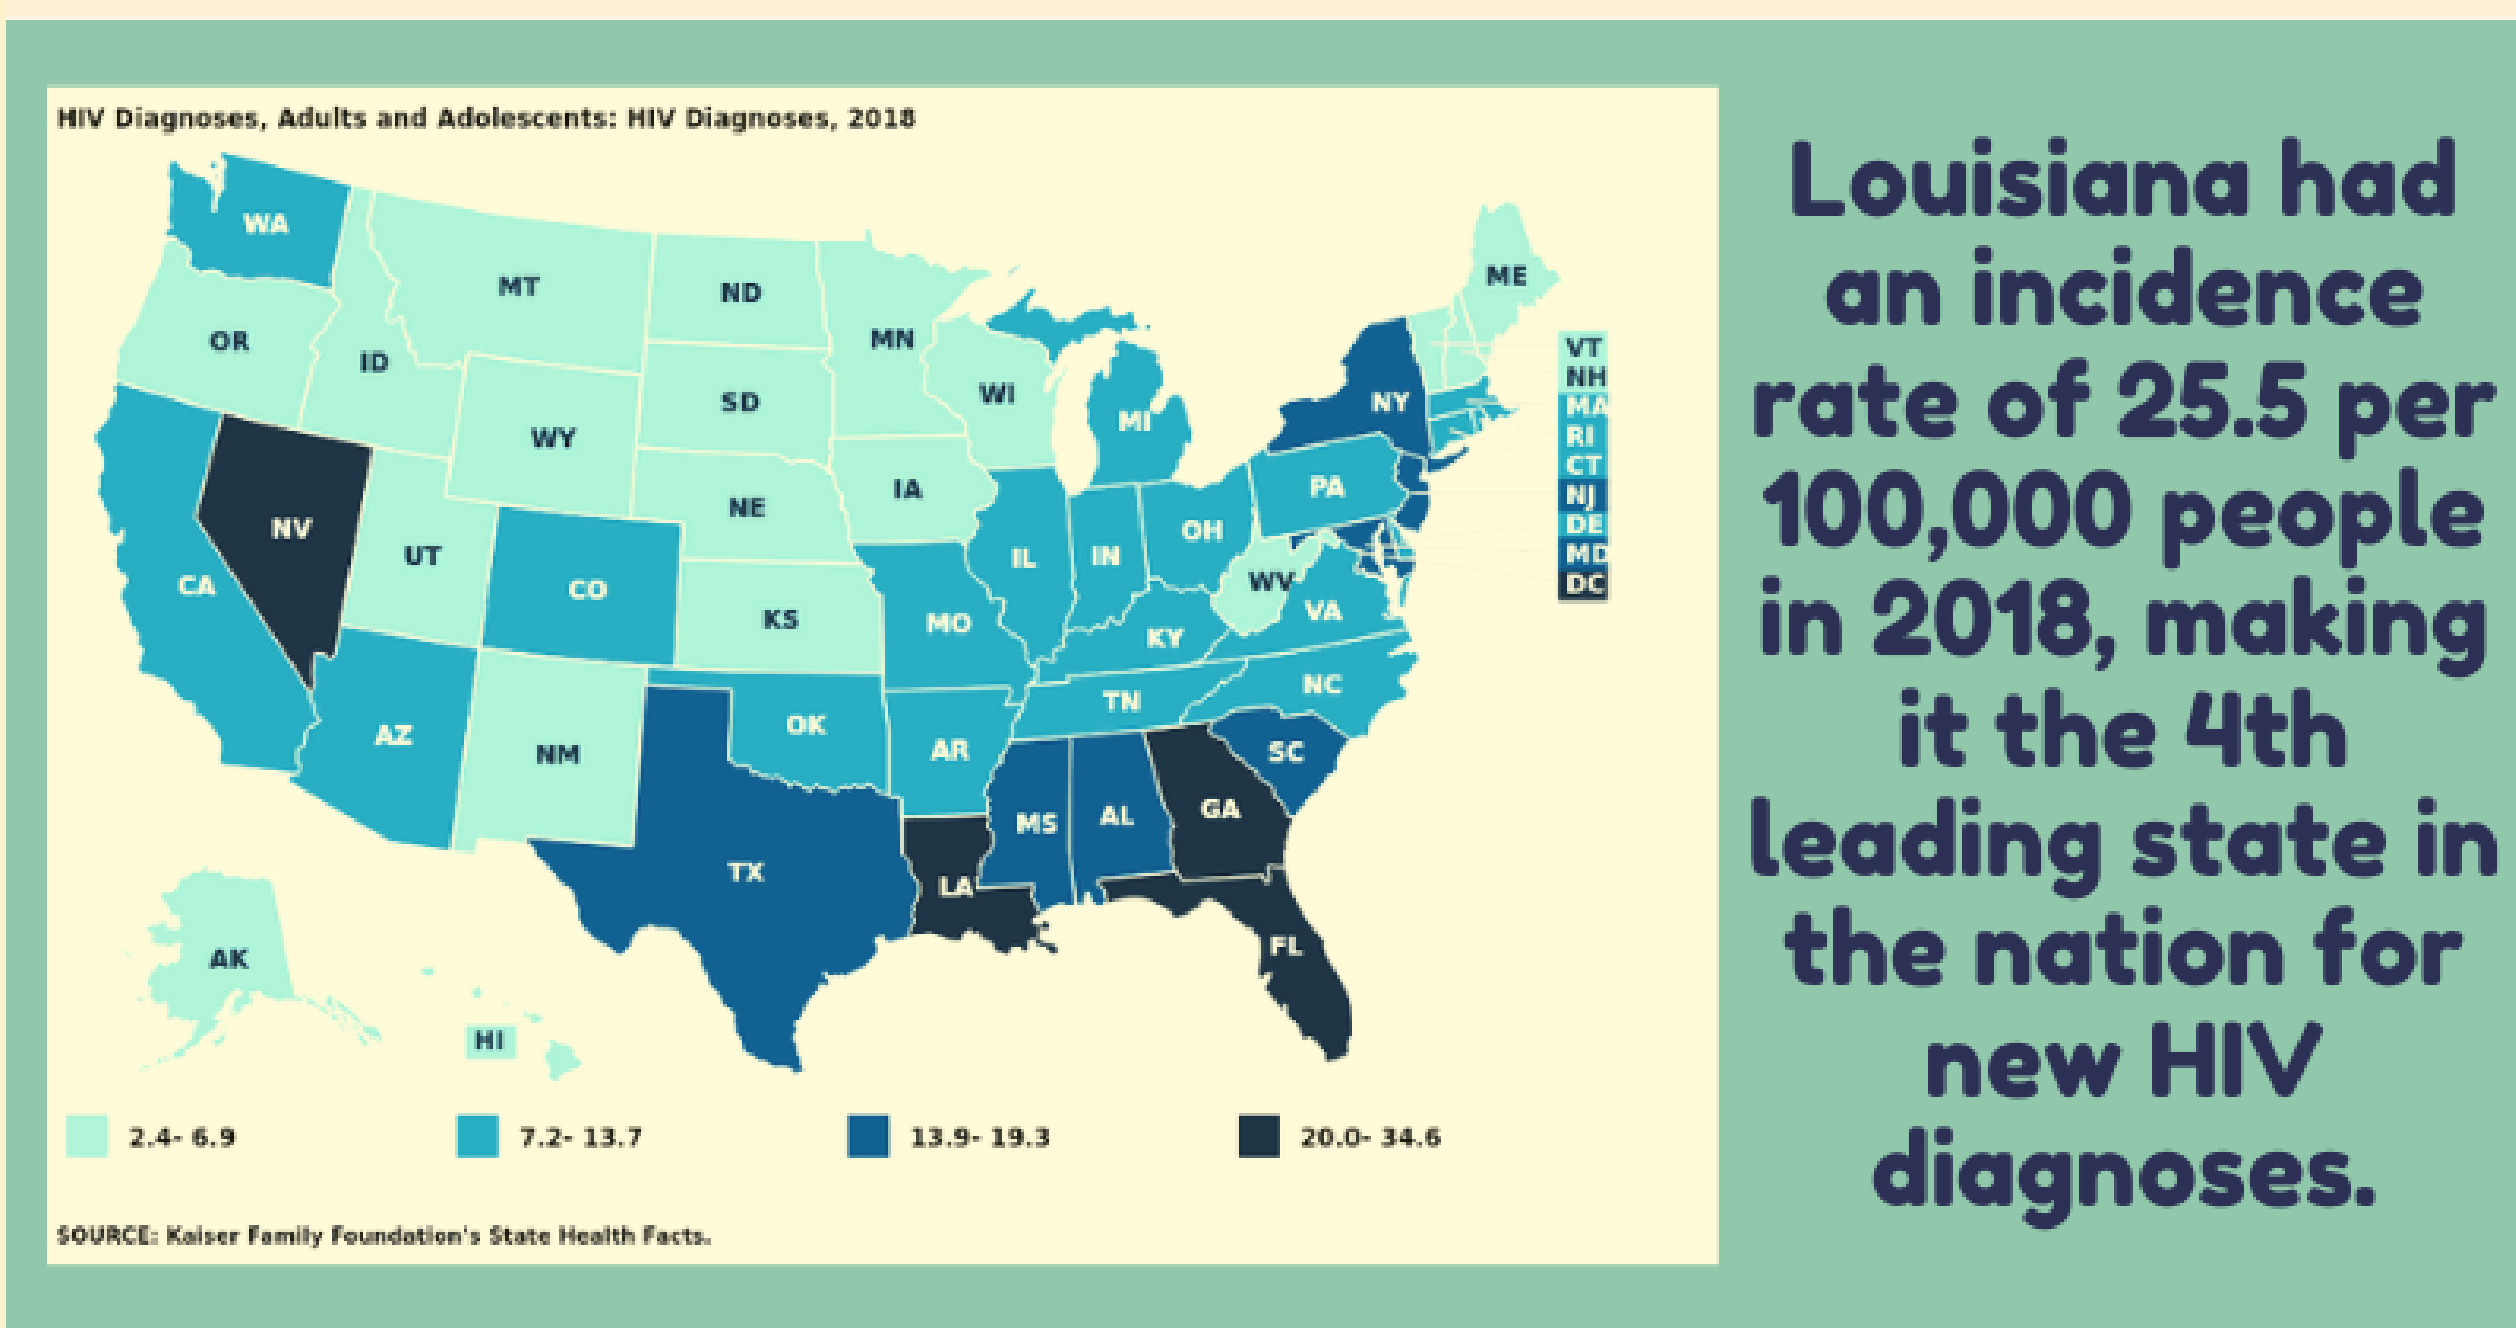 HIV Diagnoses, Adults and Adolescents: HIV Diagnoses, 2018
WA
MT
ND
MN
ME
OR
ID
SD
WI
MI
NY
VT
NH
MA
RI
CT
NJ
DE
MD
DC
WY
NV
UT
CO
CA
NE
IA
KS
MO
IL
IN
OH
PA
WV
VA
KY
NC
TN
SC
AZ
NM
OK
AR
TX
LA
MS
AL
GA
FL
AK
HI
2.4- 6.9
7.2- 13.7
13.9- 19.3
20.0- 34.6
SOURCE: Kaiser Family Foundation's State Health Facts.
Louisiana had
an incidence
rate of 25.5 per
100,000 people
in 2018, making
it the 4th
leading state in
the nation for
new HIV
diagnoses.